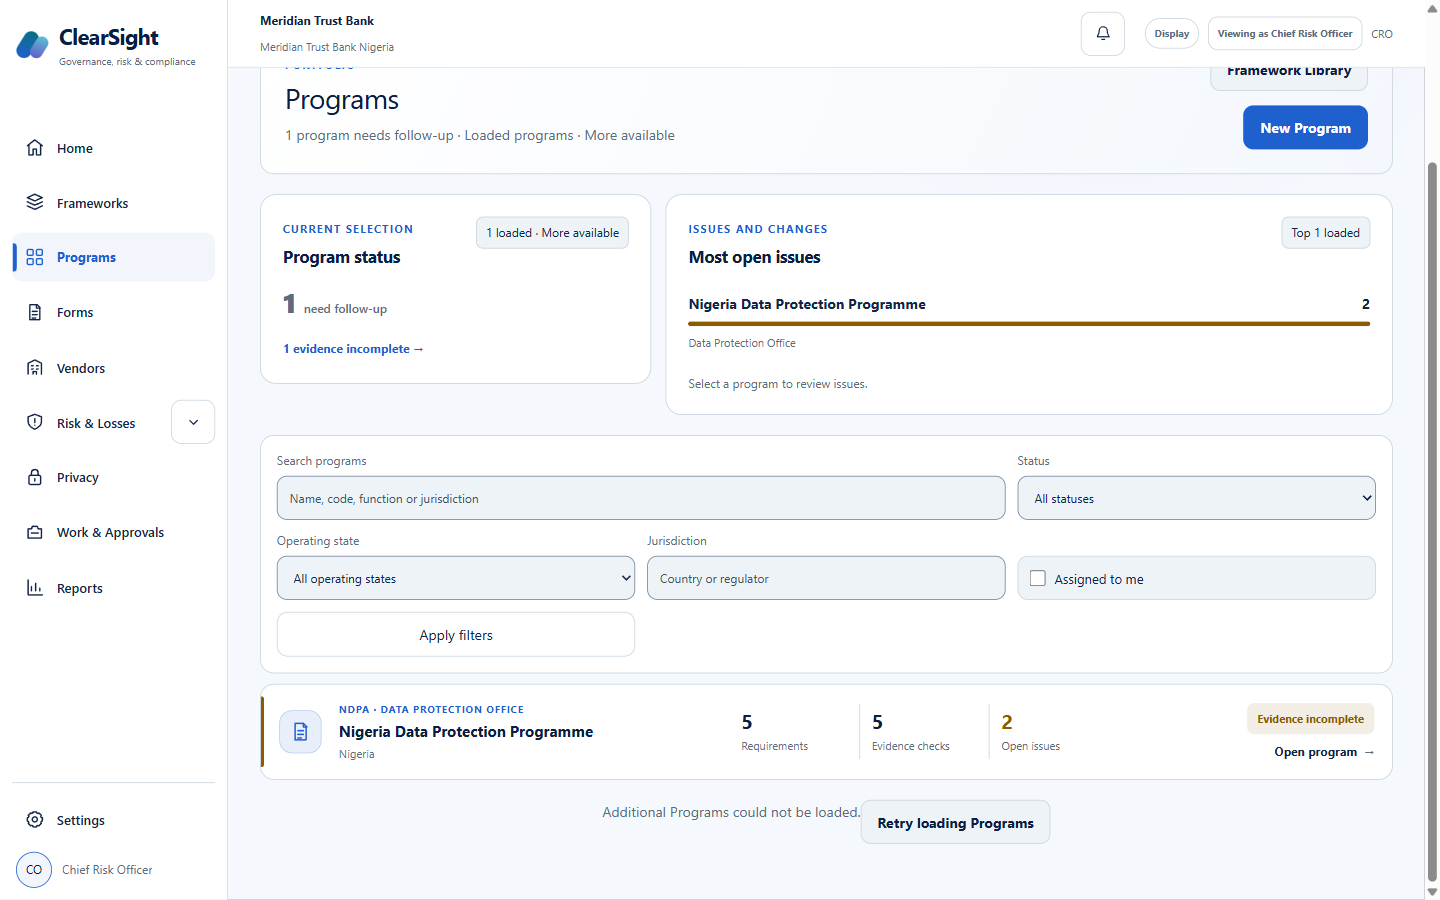 ClearSight
Governance, risk & compliance
Meridian Trust Bank
Meridian Trust Bank Nigeria
Display
Viewing as Chief Risk Officer
CRO
Home
Frameworks
Programs
Forms
Vendors
Risk & Losses
Privacy
Work & Approvals
Reports
Settings
CO
Chief Risk Officer
Framework Library
Programs
1 program needs follow-up · Loaded programs · More available
New Program
CURRENT SELECTION
1 loaded · More available
Program status
1 need follow-up
1 evidence incomplete →
ISSUES AND CHANGES
Top 1 loaded
Most open issues
Nigeria Data Protection Programme 2
Data Protection Office
Select a program to review issues.
Search programs
Name, code, function or jurisdiction
Status
All statuses
Operating state
All operating states
Jurisdiction
Country or regulator
Assigned to me
Apply filters
NDPA · DATA PROTECTION OFFICE
Nigeria Data Protection Programme
Nigeria
5
Requirements
5
Evidence checks
2
Open issues
Evidence incomplete
Open program →
Additional Programs could not be loaded.
Retry loading Programs